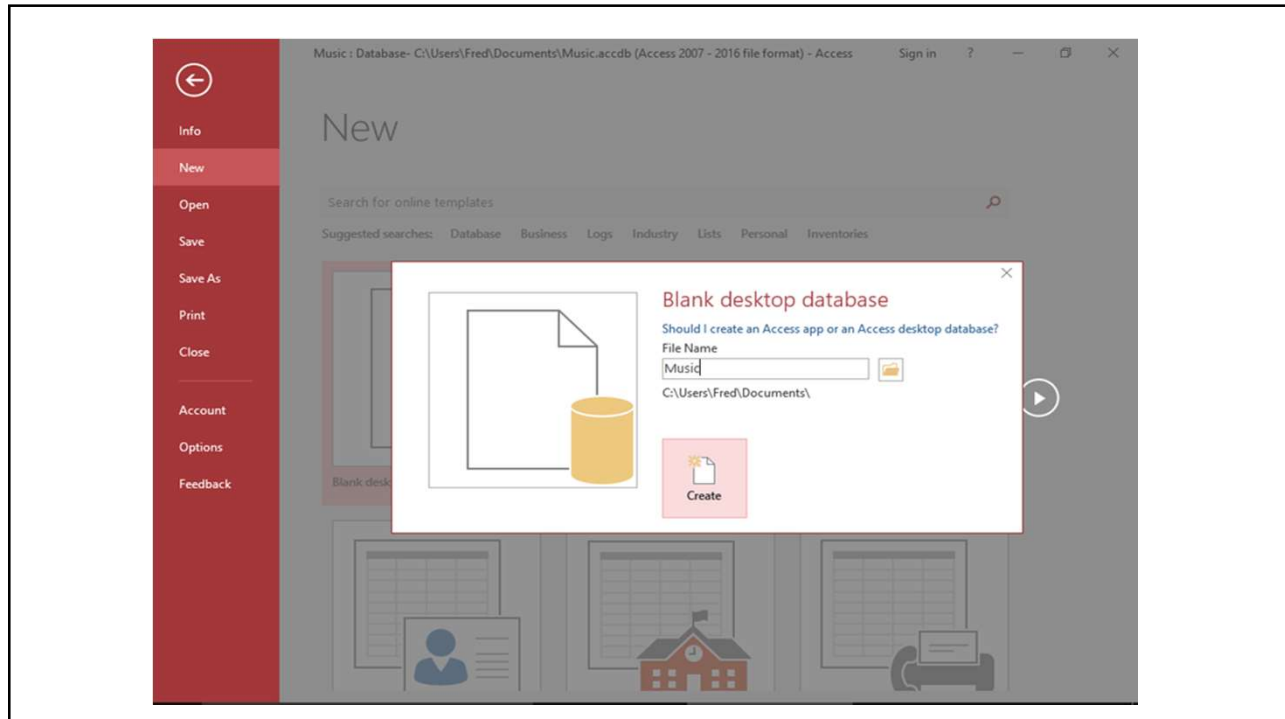 Music : Database- C:\Users\Fred\Documents\Music.accdb (Access 2007 - 2016 file format) - Access Sign in ?
Info
New
Open
Save
Save As
Print
Close
Account
Options
Feedback
New
Search for online templates
Suggested searches: Database Business Logs Industry Lists Personal Inventories
Blank desk
Blank desktop database
Should I create an Access app or an Access desktop database?
File Name
Music
C:\Users\Fred\Documents\
Create